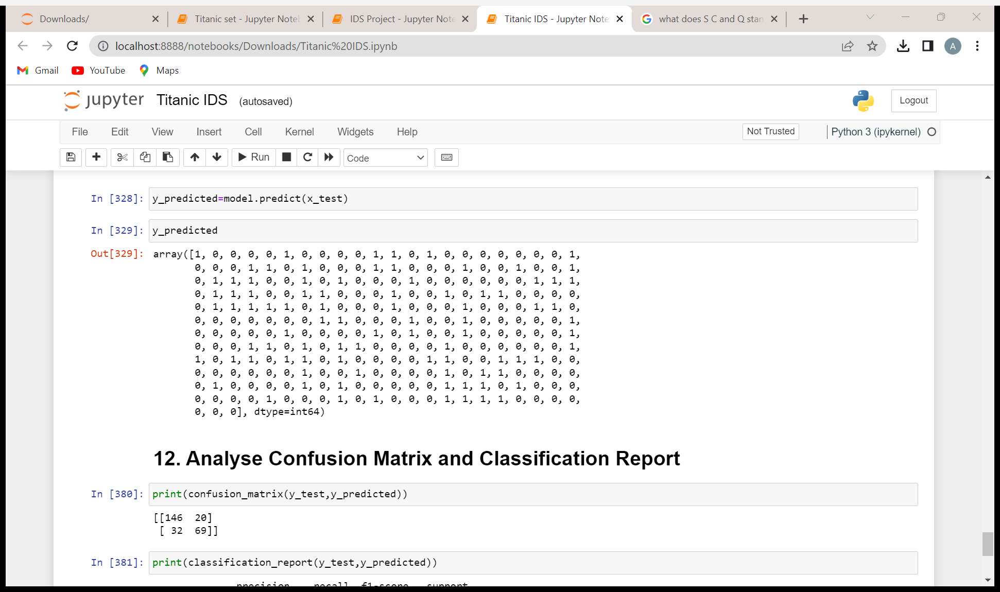 Downloads/
Titanic set - Jupyter Noteb
IDS Project - Jupyter Note
Titanic IDS - Jupyter Note
what does S C and Q stan
localhost:8888/notebooks/Downloads/Titanic%20IDS.ipynb
A
Gmail YouTube Maps
jupyter Titanic IDS (autosaved)
Logout
File Edit View Insert Cell Kernel Widgets Help
Not Trusted
Python 3 (ipykernel)
Run
Code
In [328]: y_predicted=model.predict(x_test)
In [329]: y_predicted
Out[329]: array([1, 0, 0, 0, 0, 1, 0, 0, 0, 0, 1, 1, 0, 1, 0, 0, 0, 0, 0, 0, 0, 1,
0, 0, 0, 1, 1, 0, 1, 0, 0, 0, 1, 1, 0, 0, 0, 1, 0, 0, 1, 0, 0, 1,
0, 1, 1, 1, 0, 0, 1, 0, 1, 0, 0, 0, 1, 0, 0, 0, 0, 0, 0, 1, 1, 1,
0, 1, 1, 1, 0, 0, 1, 1, 0, 0, 0, 1, 0, 0, 1, 0, 1, 1, 0, 0, 0, 0,
0, 1, 1, 1, 1, 1, 0, 1, 0, 0, 0, 1, 0, 0, 0, 1, 0, 0, 0, 1, 1, 0,
0, 0, 0, 0, 0, 0, 0, 1, 1, 0, 0, 0, 1, 0, 0, 1, 0, 0, 0, 0, 0, 1,
0, 0, 0, 0, 0, 1, 0, 0, 0, 0, 1, 0, 1, 0, 0, 1, 0, 0, 0, 0, 0, 1,
0, 0, 0, 1, 1, 0, 1, 0, 1, 1, 0, 0, 0, 0, 1, 0, 0, 0, 0, 0, 0, 1,
1, 0, 1, 1, 0, 1, 1, 0, 1, 0, 0, 0, 0, 1, 1, 0, 0, 1, 1, 1, 0, 0,
0, 0, 0, 0, 0, 0, 1, 0, 0, 1, 0, 0, 0, 0, 1, 0, 1, 1, 0, 0, 0, 0,
0, 1, 0, 0, 0, 0, 1, 0, 1, 0, 0, 0, 0, 0, 1, 1, 1, 0, 1, 0, 0, 0,
0, 0, 0, 0, 1, 0, 0, 0, 1, 0, 1, 0, 0, 0, 1, 1, 1, 1, 0, 0, 0, 0,
0, 0, 0], dtype=int64)
12. Analyse Confusion Matrix and Classification Report
In [380]: print(confusion_matrix(y_test,y_predicted))
[[146 20]
[ 32 69]]
In [381]: print(classification_report(y_test,y_predicted))
precision recall f1-score support